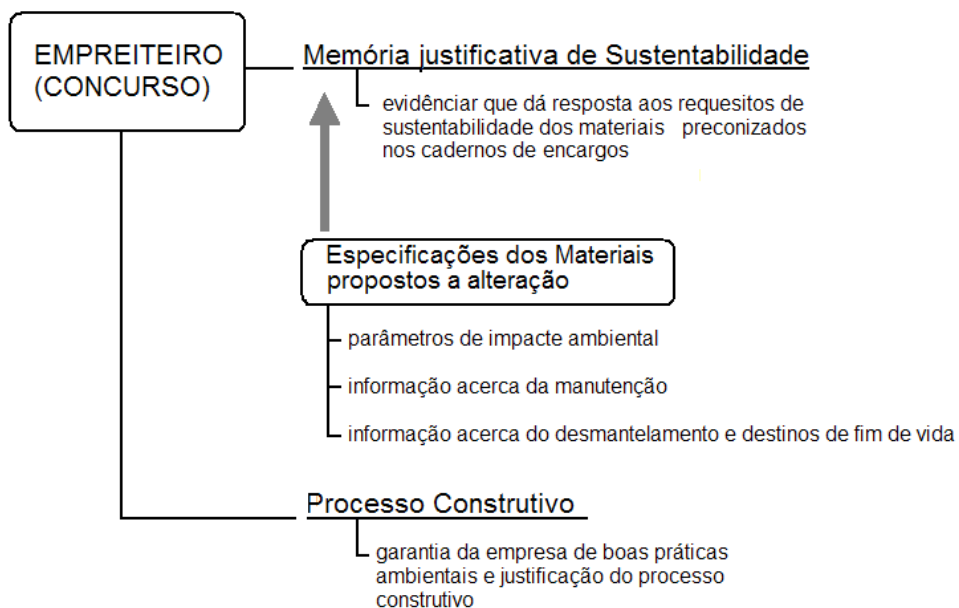 EMPREITEIRO
(CONCURSO)
Memória justificativa de Sustentabilidade
evidênciar que dá resposta aos requesitos de
sustentabilidade dos materiais preconizados
nos cadernos de encargos
Especificações dos Materiais
propostos a alteração
parâmetros de impacte ambiental
informação acerca da manutenção
informação acerca do desmantelamento e destinos de fim de vida
Processo Construtivo
garantia da empresa de boas práticas
ambientais e justificação do processo
construtivo